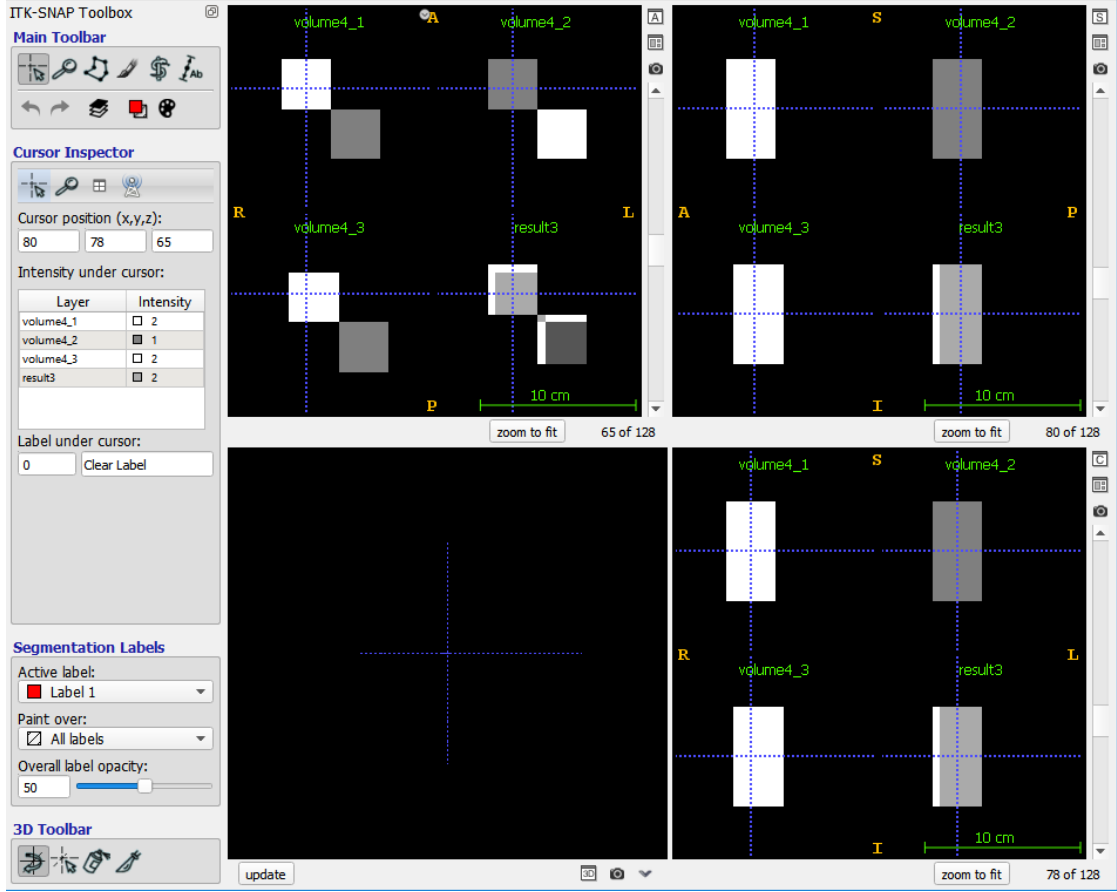 ITK-SNAP Toolbox
Main Toolbar
Ab
Cursor Inspector
Cursor position (x,y,z):
80 78 65
Intensity under cursor:
Layer Intensity
volume4_1 2
volume4_2 1
volume4_3 2
result3 2
Label under cursor:
0 Clear Label
Segmentation Labels
Active label:
Label 1
Paint over:
All labels
Overall label opacity:
50
3D Toolbar
volume4_1 A volume4_2
A
R L
volume4_3 result3
10 cm
P
zoom to fit 65 of 128
volume4_1 S volume4_2
S
A P
volume4_3 result3
10 cm
I
zoom to fit 80 of 128
update
3D
volume4_1 S volume4_2
C
R L
volume4_3 result3
10 cm
I
zoom to fit 78 of 128